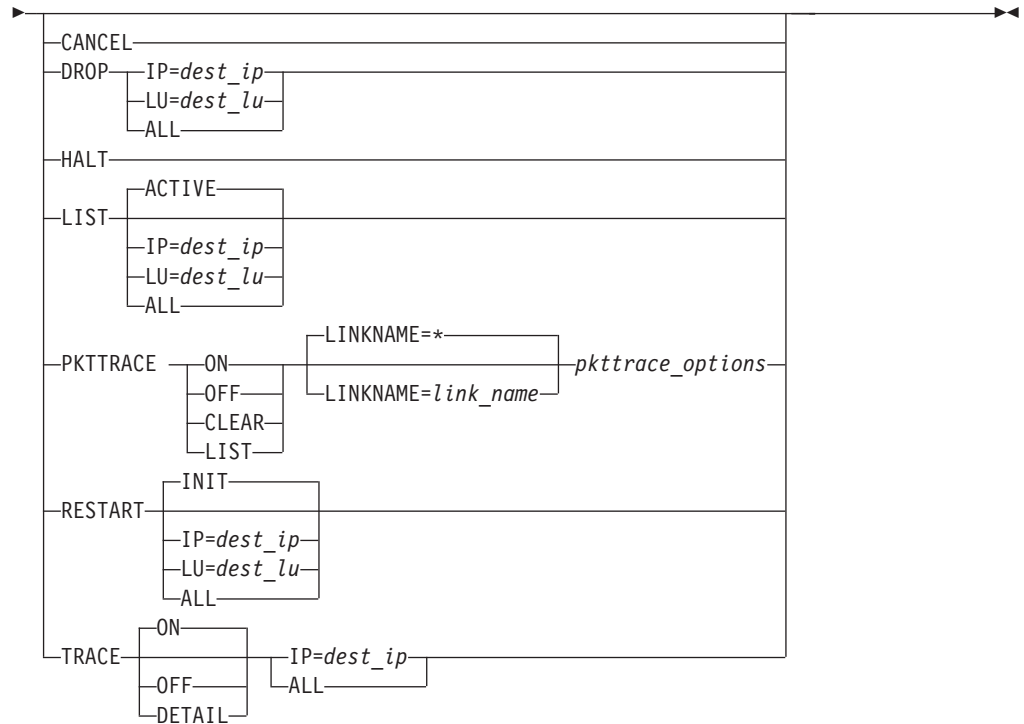 CANCEL
DROP IP=dest_ip
LU=dest_lu
ALL
HALT
ACTIVE
LIST
IP=dest_ip
LU=dest_lu
ALL
LINKNAME=*
PKTTRACE ON pkttrace_options
OFF LINKNAME=link_name
CLEAR
LIST
INIT
RESTART
IP=dest_ip
LU=dest_lu
ALL
ON
TRACE IP=dest_ip
OFF ALL
DETAIL